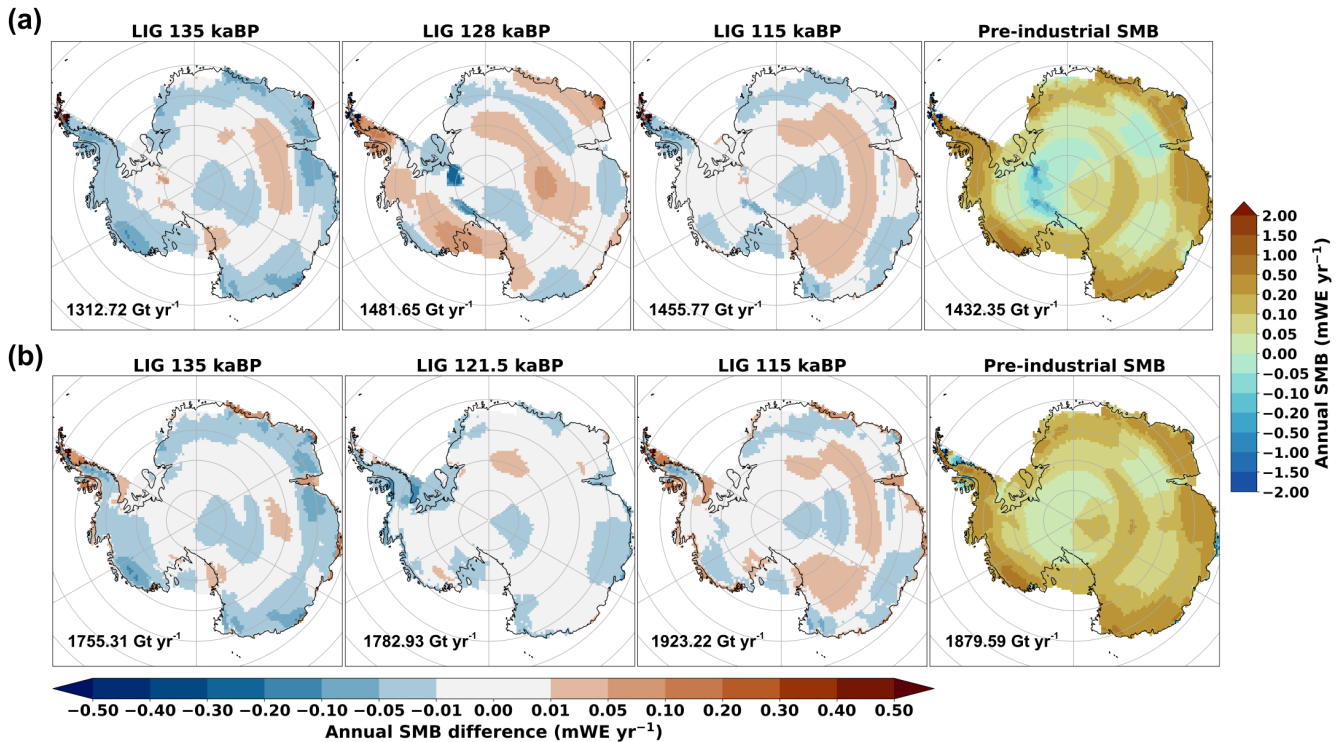 (a)
LIG 135 kaBP
LIG 128 kaBP
LIG 115 kaBP
Pre-industrial SMB
1312.72 Gt yr⁻¹
1481.65 Gt yr⁻¹
1455.77 Gt yr⁻¹
1432.35 Gt yr⁻¹
(b)
LIG 135 kaBP
LIG 121.5 kaBP
LIG 115 kaBP
Pre-industrial SMB
1755.31 Gt yr⁻¹
1782.93 Gt yr⁻¹
1923.22 Gt yr⁻¹
1879.59 Gt yr⁻¹
2.00
1.50
1.00
0.50
0.20
0.10
0.05
0.00
−0.05
−0.10
−0.20
−0.50
−1.00
−1.50
−2.00
Annual SMB (mWE yr⁻¹)
−0.50 −0.40 −0.30 −0.20 −0.10 −0.05 −0.01 0.00 0.01 0.05 0.10 0.20 0.30 0.40 0.50
Annual SMB difference (mWE yr⁻¹)